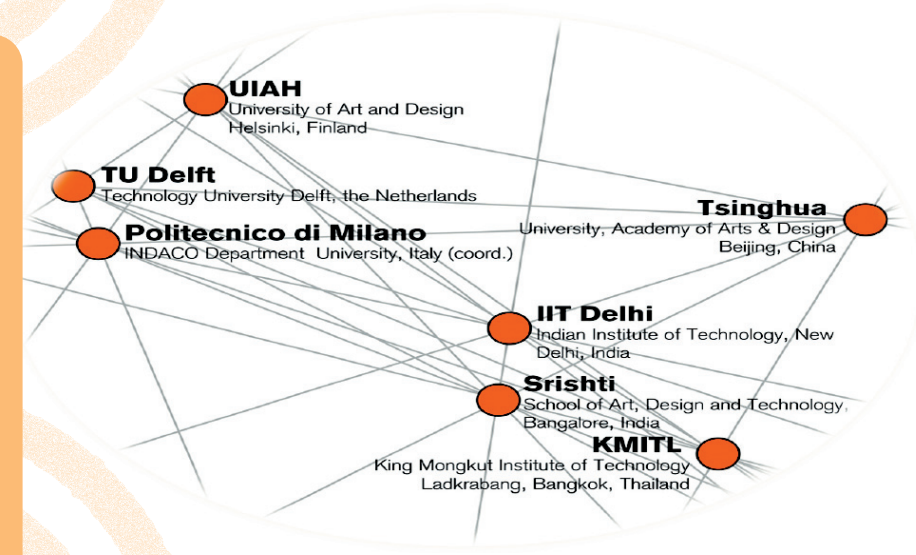 UIAH
University of Art and Design
Helsinki, Finland
TU Delft
Technology University Delft, the Netherlands
Politecnico di Milano
INDACO Department University, Italy (coord.)
Tsinghua
University, Academy of Arts & Design
Beijing, China
IIT Delhi
Indian Institute of Technology, New
Delhi, India
Srishti
School of Art, Design and Technology,
Bangalore, India
KMITL
King Mongkut Institute of Technology
Ladkrabang, Bangkok, Thailand